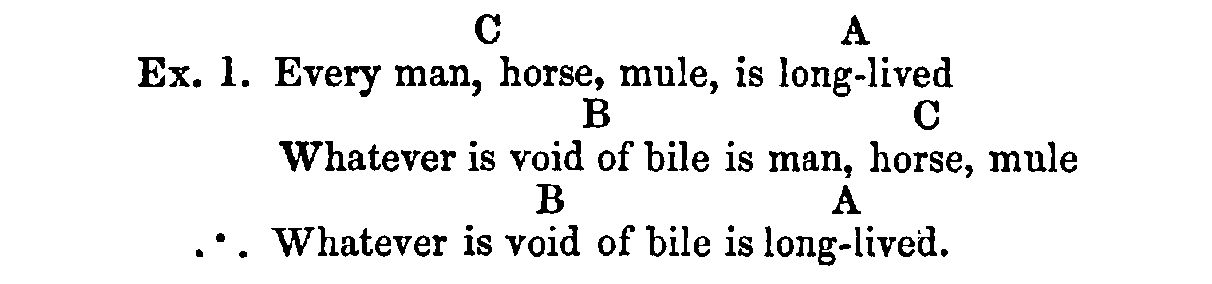 C A
Ex. 1. Every man, horse, mule, is long-lived
B C
Whatever is void of bile is man, horse, mule
B A
.·. Whatever is void of bile is long-lived.